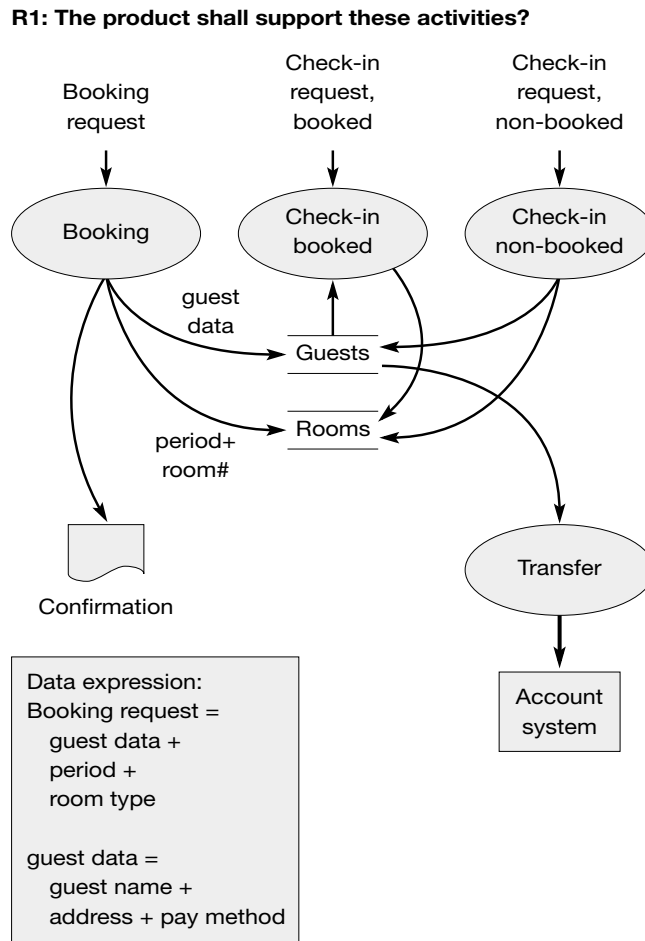 R1: The product shall support these activities?
Booking
request
Check-in
request,
booked
Check-in
request,
non-booked
Booking
Check-in
booked
Check-in
non-booked
guest
data
Guests
Rooms
period+
room#
Confirmation
Transfer
Account
system
Data expression:
Booking request =
guest data +
period +
room type
guest data =
guest name +
address + pay method